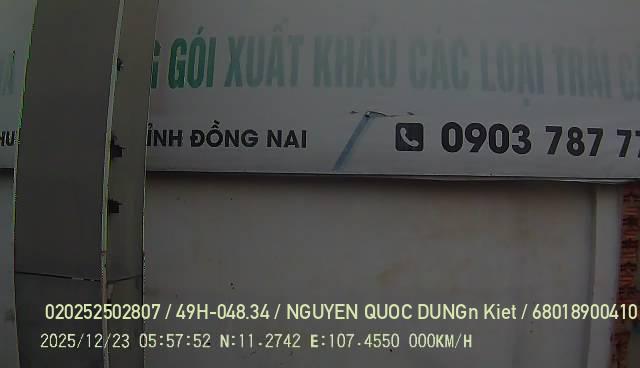 GÓI XUẤT KHẨU CÁC LOẠI TRÁI
ỈNH ĐỒNG NAI 0903 787 77
020252502807 / 49H-048.34 / NGUYEN QUOC DUNGn Kiet / 68018900410
2025/12/23 05:57:52 N:11.2742 E:107.4550 000KM/H